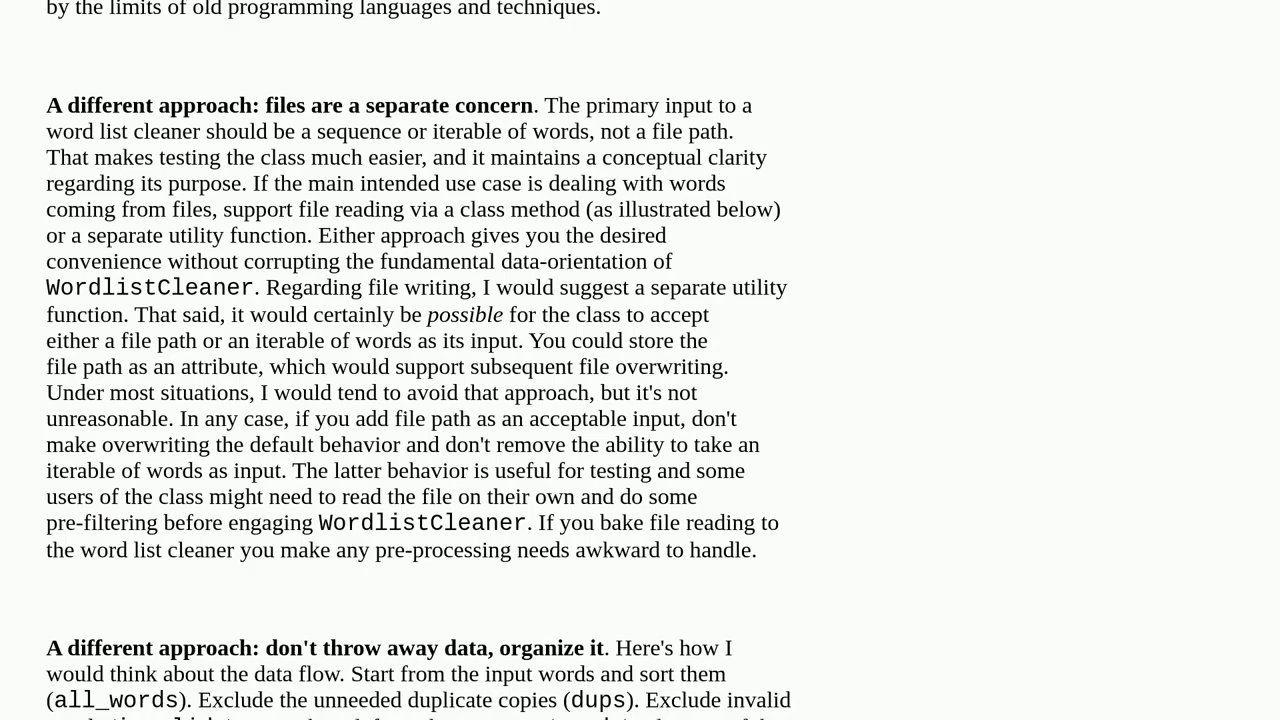 by the limits of old programming languages and techniques.
A different approach: files are a separate concern. The primary input to a
word list cleaner should be a sequence or iterable of words, not a file path.
That makes testing the class much easier, and it maintains a conceptual clarity
regarding its purpose. If the main intended use case is dealing with words
coming from files, support file reading via a class method (as illustrated below)
or a separate utility function. Either approach gives you the desired
convenience without corrupting the fundamental data-orientation of
WordlistCleaner. Regarding file writing, I would suggest a separate utility
function. That said, it would certainly be possible for the class to accept
either a file path or an iterable of words as its input. You could store the
file path as an attribute, which would support subsequent file overwriting.
Under most situations, I would tend to avoid that approach, but it's not
unreasonable. In any case, if you add file path as an acceptable input, don't
make overwriting the default behavior and don't remove the ability to take an
iterable of words as input. The latter behavior is useful for testing and some
users of the class might need to read the file on their own and do some
pre-filtering before engaging WordlistCleaner. If you bake file reading to
the word list cleaner you make any pre-processing needs awkward to handle.
A different approach: don't throw away data, organize it. Here's how I
would think about the data flow. Start from the input words and sort them
(all_words). Exclude the unneeded duplicate copies (dups). Exclude invalid